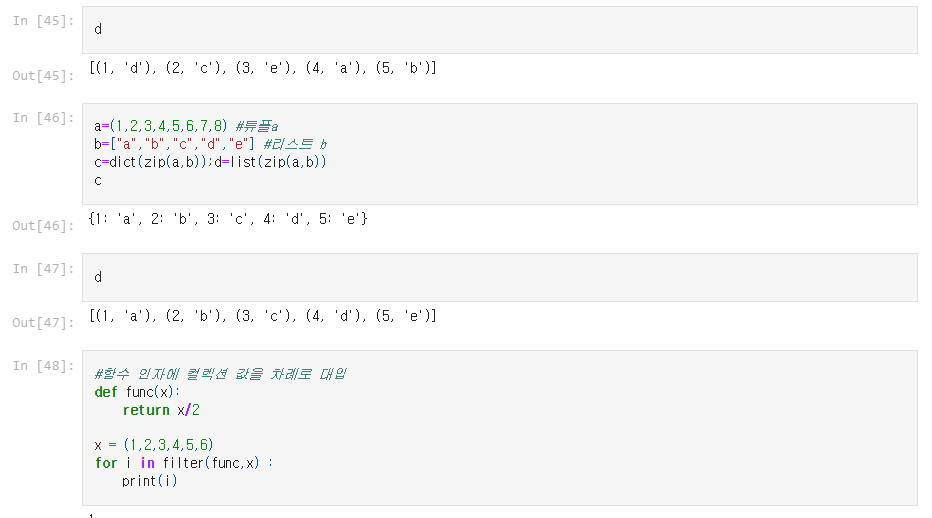 In [45]:
d
Out[45]:
[(1, 'd'), (2, 'c'), (3, 'e'), (4, 'a'), (5, 'b')]
In [46]:
a=(1,2,3,4,5,6,7,8) #튜플a
b=["a","b","c","d","e"] #리스트 b
c=dict(zip(a,b));d=list(zip(a,b))
c
Out[46]:
{1: 'a', 2: 'b', 3: 'c', 4: 'd', 5: 'e'}
In [47]:
d
Out[47]:
[(1, 'a'), (2, 'b'), (3, 'c'), (4, 'd'), (5, 'e')]
In [48]:
#함수 인자에 컬렉션 값을 차례로 대입
def func(x):
    return x/2
x = (1,2,3,4,5,6)
for i in filter(func,x) :
    print(i)